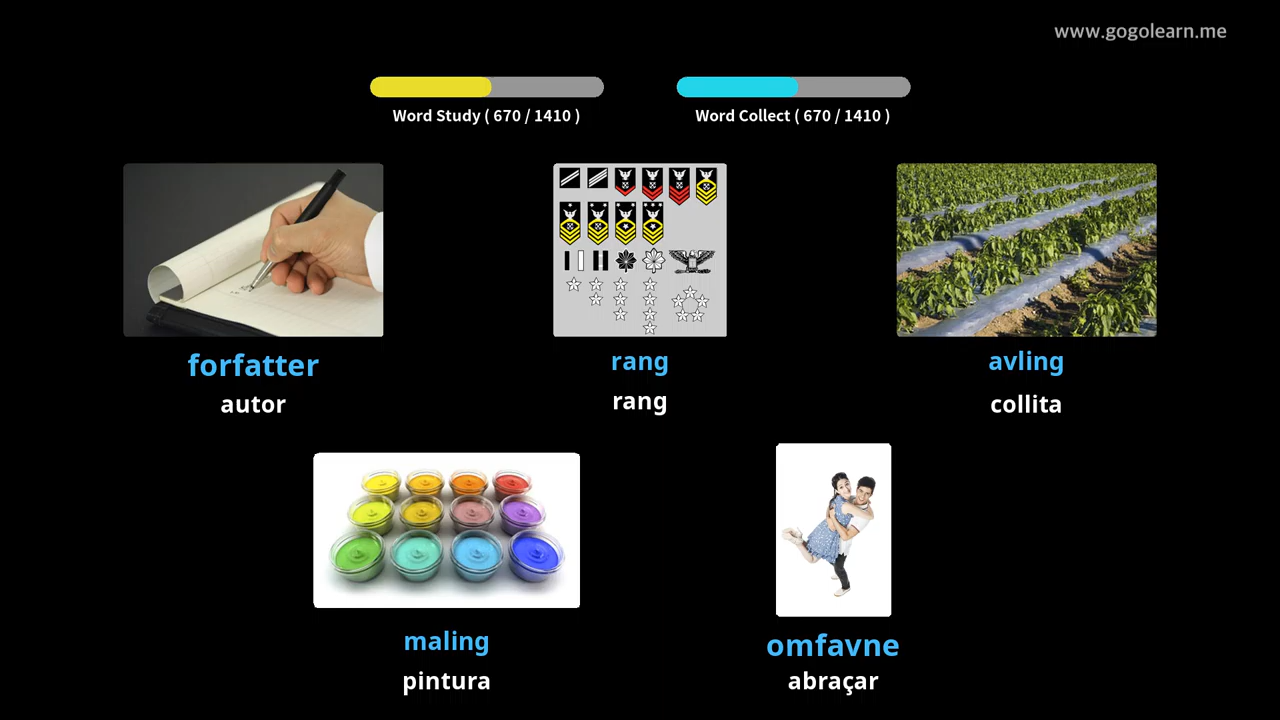 www.gogolearn.me
Word Study ( 670 / 1410 )
Word Collect ( 670 / 1410 )
forfatter
autor
rang
rang
avling
collita
maling
pintura
omfavne
abraçar